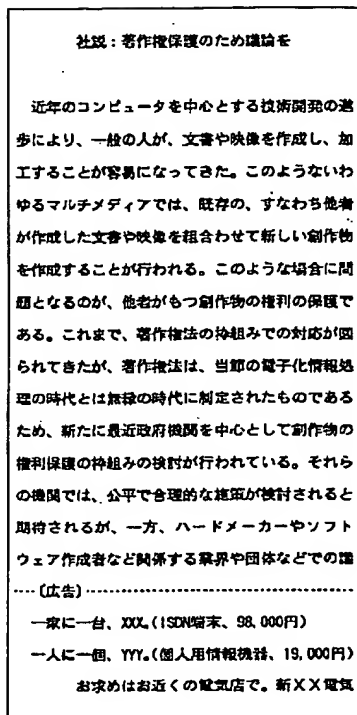 社説：著作権保護のため議論を
近年のコンピュータを中心とする技術開発の進
歩により、一般の人が、文書や映像を作成し、加
工することが容易になってきた。このようないわ
ゆるマルチメディアでは、既存の、すなわち他者
が作成した文書や映像を組合わせて新しい創作物
を作成することが行われる。このような場合に問
題となるのが、他者がもつ創作物の権利の保護で
ある。これまで、著作権法の枠組みでの対応が図
られてきたが、著作権法は、当節の電子化情報処
理の時代とは無縁の時代に制定されたものである
ため、新たに最近政府機関を中心として創作物の
権利保護の枠組みの検討が行われている。それら
の機関では、公平で合理的な施策が検討されると
期待されるが、一方、ハードメーカーやソフト
ウェア作成者など関係する業界や団体などでの議
〔広告〕
一家に一台、XXX。(ISDN端末、98,000円)
一人に一個、YYY。(個人用情報機器、19,000円)
お求めはお近くの電気店で。新ＸＸ電気